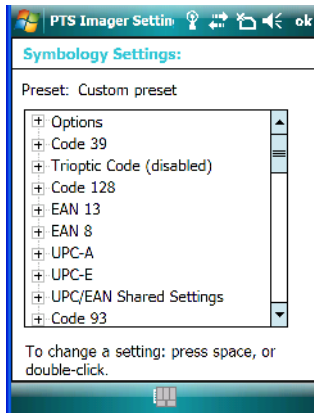 PTS Imager Settin
ok
Symbology Settings:
Preset: Custom preset
Options
Code 39
Trioptic Code (disabled)
Code 128
EAN 13
EAN 8
UPC-A
UPC-E
UPC/EAN Shared Settings
Code 93
To change a setting: press space, or
double-click.